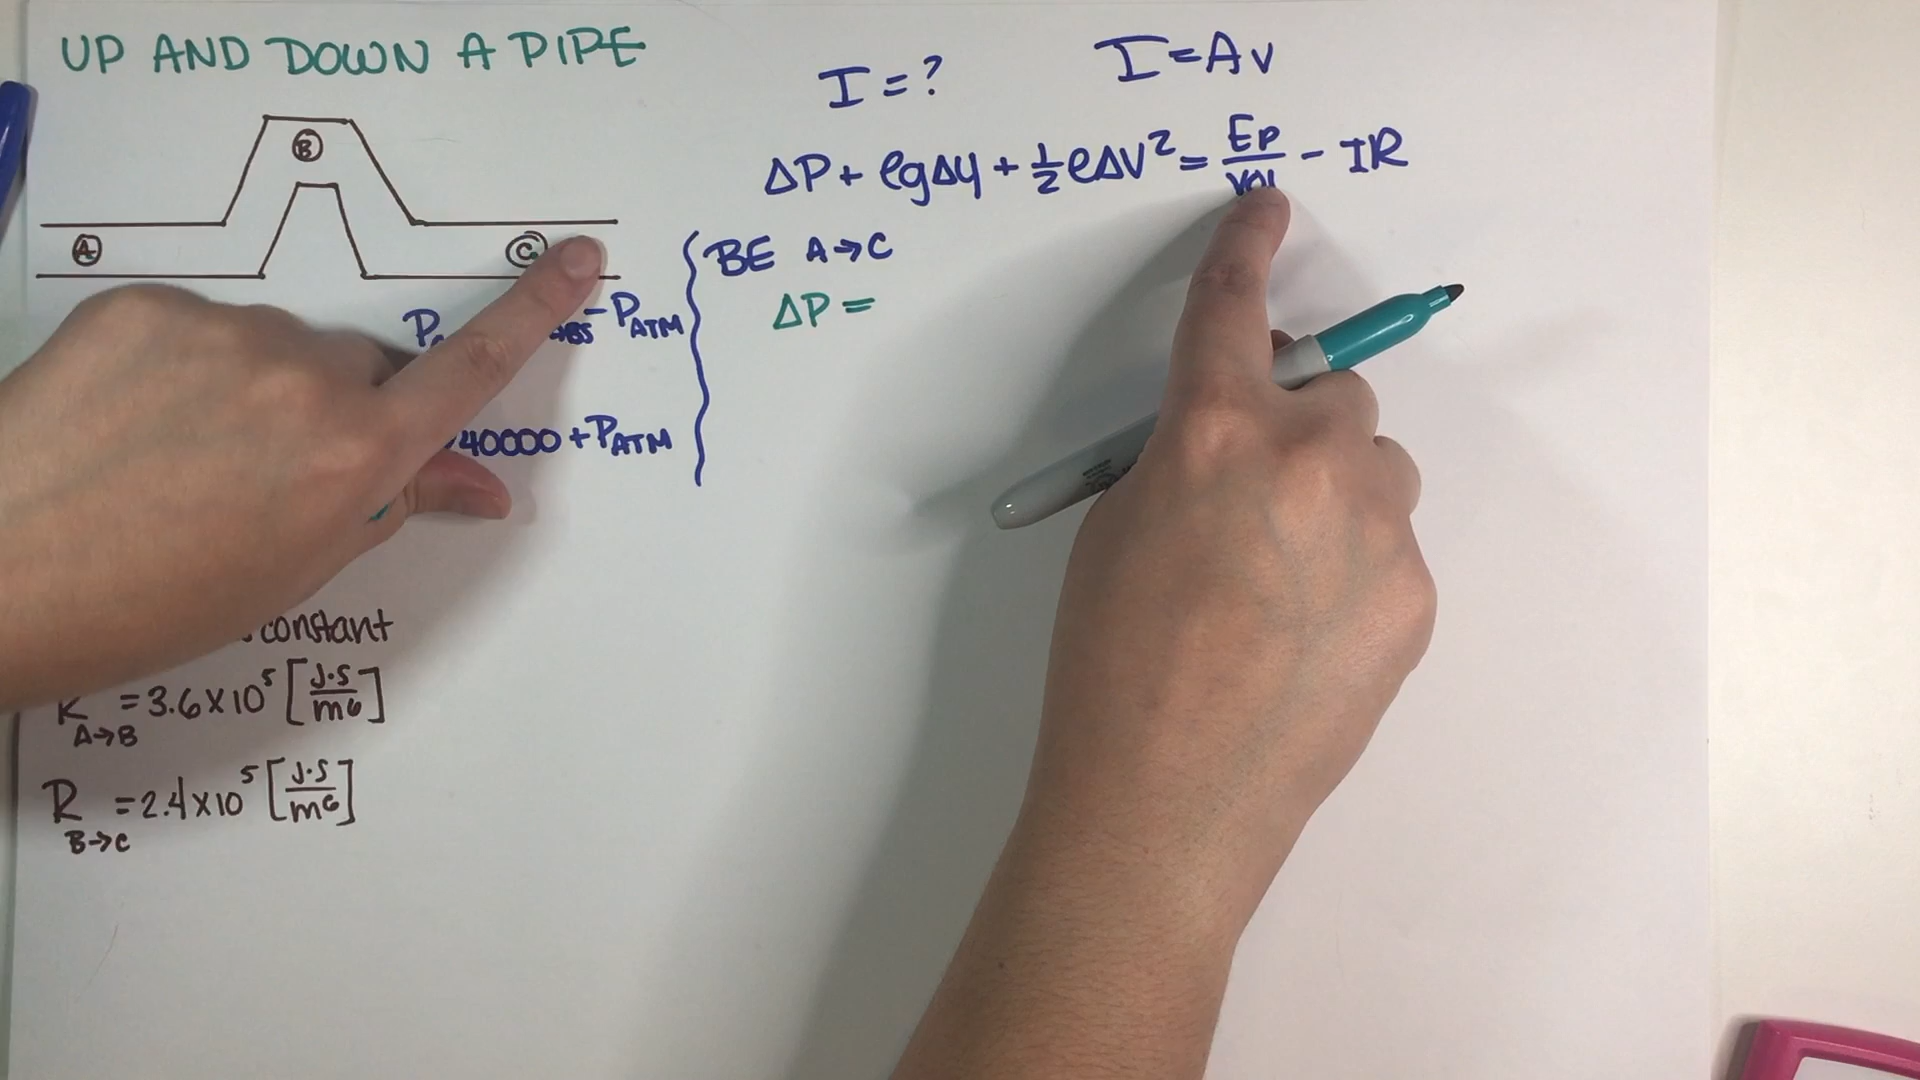 UP AND DOWN A PIPE
I = ?
I = Av
ΔP + ρgΔy + ½ρΔv² = Ep/Vol - IR
B
A
C
BE A→C
ΔP =
-PATM
40000 + PATM
constant
R A→B = 3.6 x 10⁵ [J·s/m⁶]
R B→C = 2.4 x 10⁵ [J·s/m⁶]